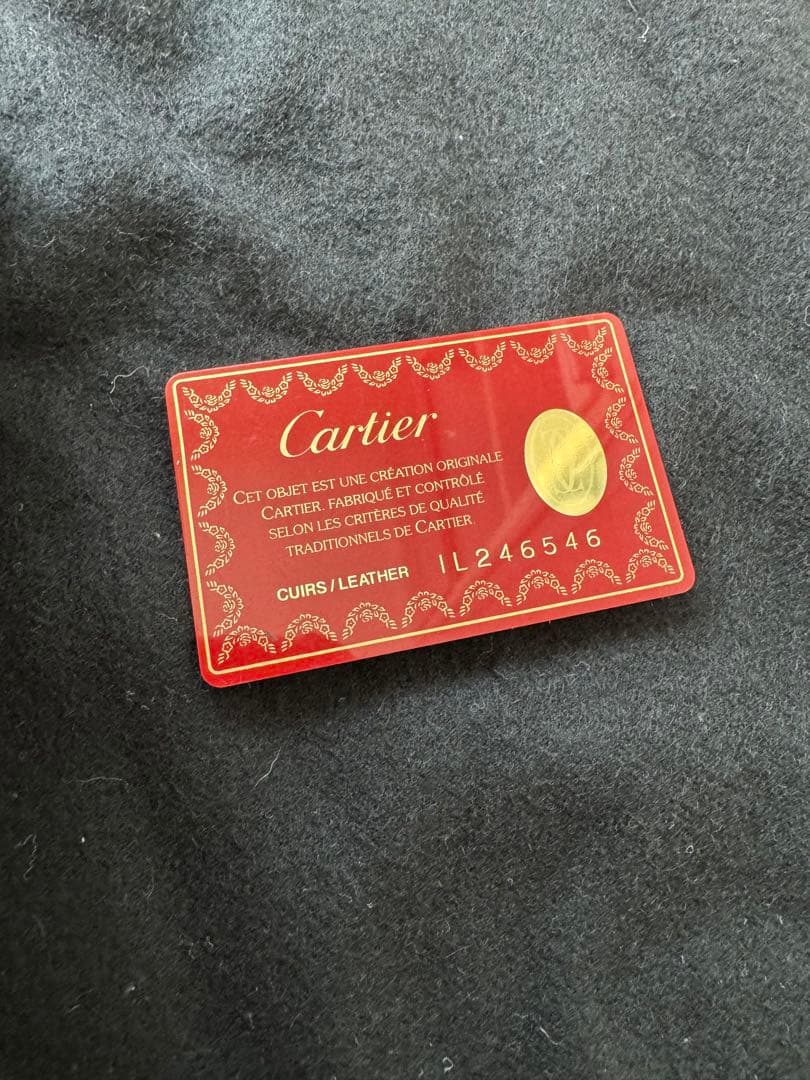 Cartier
CET OBJET EST UNE CRÉATION ORIGINALE
CARTIER. FABRIQUÉ ET CONTRÔLÉ
SELON LES CRITÈRES DE QUALITÉ
TRADITIONNELS DE CARTIER.
CUIRS / LEATHER IL246546